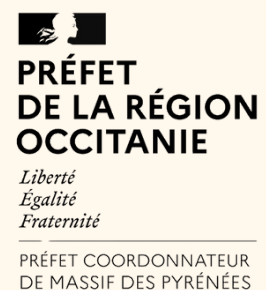 PRÉFET
DE LA RÉGION
OCCITANIE
Liberté
Égalité
Fraternité
PRÉFET COORDONNATEUR
DE MASSIF DES PYRÉNÉES